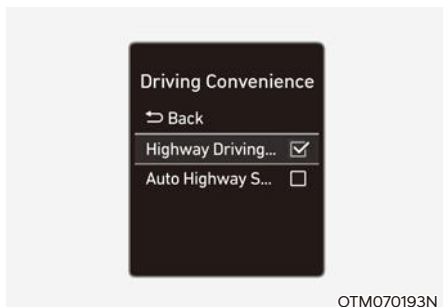 Driving Convenience
⮌ Back
Highway Driving...
Auto Highway S...
OTM070193N